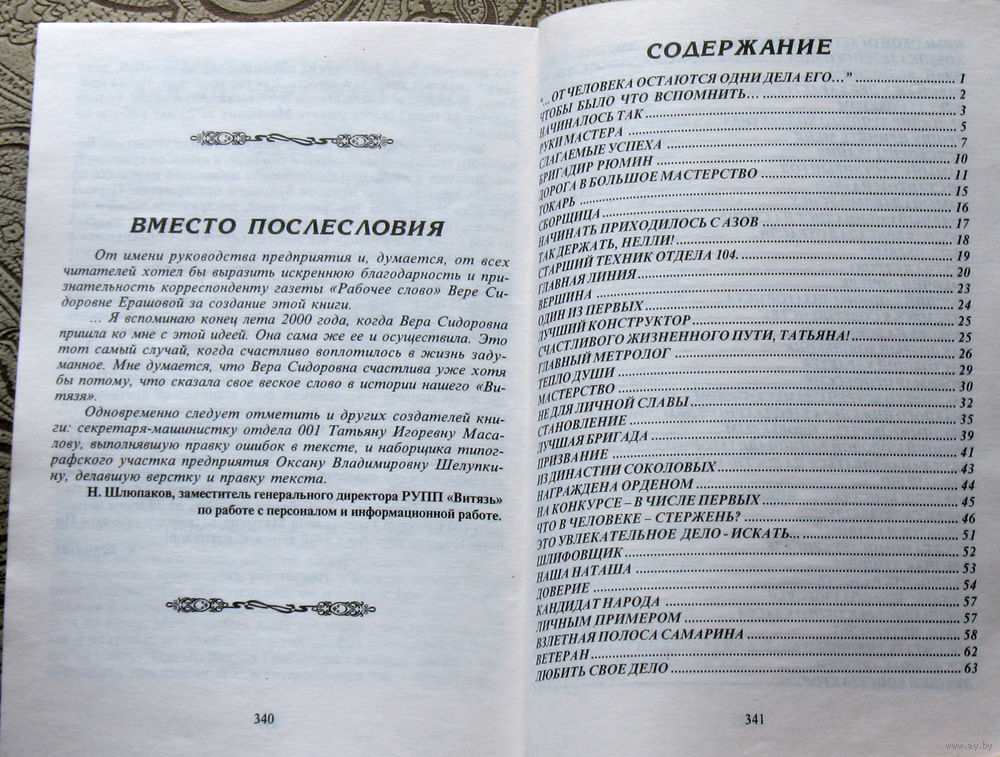 ВМЕСТО ПОСЛЕСЛОВИЯ
От имени руководства предприятия и, думается, от всех
читателей хотел бы выразить искреннюю благодарность и при-
знательность корреспонденту газеты «Рабочее слово» Вере Си-
доровне Ерашовой за создание этой книги.
... Я вспоминаю конец лета 2000 года, когда Вера Сидоровна
пришла ко мне с этой идеей. Она сама же ее и осуществила. Это
тот самый случай, когда счастливо воплотилось в жизнь заду-
манное. Мне думается, что Вера Сидоровна счастлива уже хотя
бы потому, что сказала свое веское слово в истории нашего «Ви-
тязя».
Одновременно следует отметить и других создателей кни-
ги: секретаря-машинистку отдела 001 Татьяну Игоревну Маса-
лову, выполнявшую правку ошибок в тексте, и наборщика типо-
графского участка предприятия Оксану Владимировну Шелупки-
ну, делавшую верстку и правку текста.
Н. Шлюпаков, заместитель генерального директора РУПП «Витязь»
по работе с персоналом и информационной работе.
340
СОДЕРЖАНИЕ
“... ОТ ЧЕЛОВЕКА ОСТАЮТСЯ ОДНИ ДЕЛА ЕГО...” 1
ЧТОБЫ БЫЛО ЧТО ВСПОМНИТЬ... 2
НАЧИНАЛОСЬ ТАК 3
РУКИ МАСТЕРА 5
СЛАГАЕМЫЕ УСПЕХА 7
БРИГАДИР РЮМИН 10
ДОРОГА В БОЛЬШОЕ МАСТЕРСТВО 11
ТОКАРЬ 15
СБОРЩИЦА 16
НАЧИНАТЬ ПРИХОДИЛОСЬ С АЗОВ 17
ТАК ДЕРЖАТЬ, НЕЛЛИ! 18
СТАРШИЙ ТЕХНИК ОТДЕЛА 104. 19
ГЛАВНАЯ ЛИНИЯ 20
ВЕРШИНА 23
ОДИН ИЗ ПЕРВЫХ 24
ЛУЧШИЙ КОНСТРУКТОР 25
СЧАСТЛИВОГО ЖИЗНЕННОГО ПУТИ, ТАТЬЯНА! 25
ГЛАВНЫЙ МЕТРОЛОГ 26
ТЕПЛО ДУШИ 29
МАСТЕРСТВО 30
НЕ ДЛЯ ЛИЧНОЙ СЛАВЫ 32
СТАНОВЛЕНИЕ 35
ЛУЧШАЯ БРИГАДА 39
ПРИЗВАНИЕ 41
ИЗ ДИНАСТИИ СОКОЛОВЫХ 43
НАГРАЖДЕНА ОРДЕНОМ 44
НА КОНКУРСЕ – В ЧИСЛЕ ПЕРВЫХ 45
ЧТО В ЧЕЛОВЕКЕ – СТЕРЖЕНЬ? 46
ЭТО УВЛЕКАТЕЛЬНОЕ ДЕЛО - ИСКАТЬ... 51
ШЛИФОВЩИК 52
НАША НАТАША 53
ДОВЕРИЕ 54
КАНДИДАТ НАРОДА 57
ЛИЧНЫМ ПРИМЕРОМ 57
ВЗЛЕТНАЯ ПОЛОСА САМАРИНА 58
ВЕТЕРАН 62
ЛЮБИТЬ СВОЕ ДЕЛО 63
341
www.ay.by